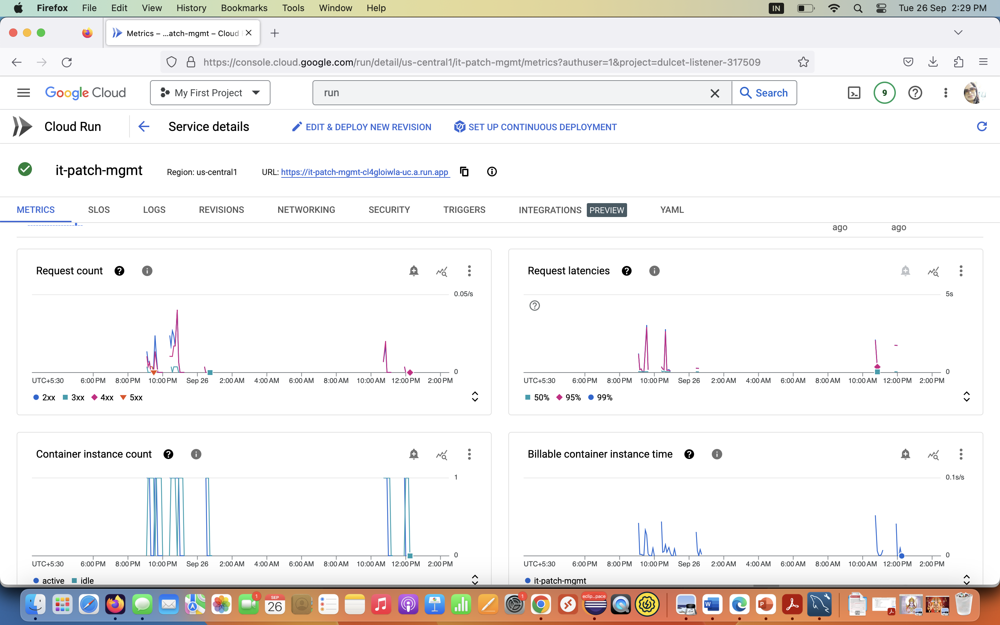 Firefox File Edit View History Bookmarks Tools Window Help IN Tue 26 Sep 2:29 PM
Metrics – ...atch-mgmt – Cloud
https://console.cloud.google.com/run/detail/us-central1/it-patch-mgmt/metrics?authuser=1&project=dulcet-listener-317509
Google Cloud My First Project run Search 9
Cloud Run Service details EDIT & DEPLOY NEW REVISION SET UP CONTINUOUS DEPLOYMENT
it-patch-mgmt Region: us-central1 URL: https://it-patch-mgmt-cl4gloiwla-uc.a.run.app
METRICS SLOS LOGS REVISIONS NETWORKING SECURITY TRIGGERS INTEGRATIONS PREVIEW YAML
ago ago
Request count
0.05/s
0
UTC+5:30 6:00 PM 8:00 PM 10:00 PM Sep 26 2:00 AM 4:00 AM 6:00 AM 8:00 AM 10:00 AM 12:00 PM 2:00 PM
2xx 3xx 4xx 5xx
Request latencies
5s
0
UTC+5:30 6:00 PM 8:00 PM 10:00 PM Sep 26 2:00 AM 4:00 AM 6:00 AM 8:00 AM 10:00 AM 12:00 PM 2:00 PM
50% 95% 99%
Container instance count
1
0
UTC+5:30 6:00 PM 8:00 PM 10:00 PM Sep 26 2:00 AM 4:00 AM 6:00 AM 8:00 AM 10:00 AM 12:00 PM 2:00 PM
active idle
Billable container instance time
0.1s/s
0
UTC+5:30 6:00 PM 8:00 PM 10:00 PM Sep 26 2:00 AM 4:00 AM 6:00 AM 8:00 AM 10:00 AM 12:00 PM 2:00 PM
it-patch-mgmt
1 SEP 1 eclip...pace
26 W P